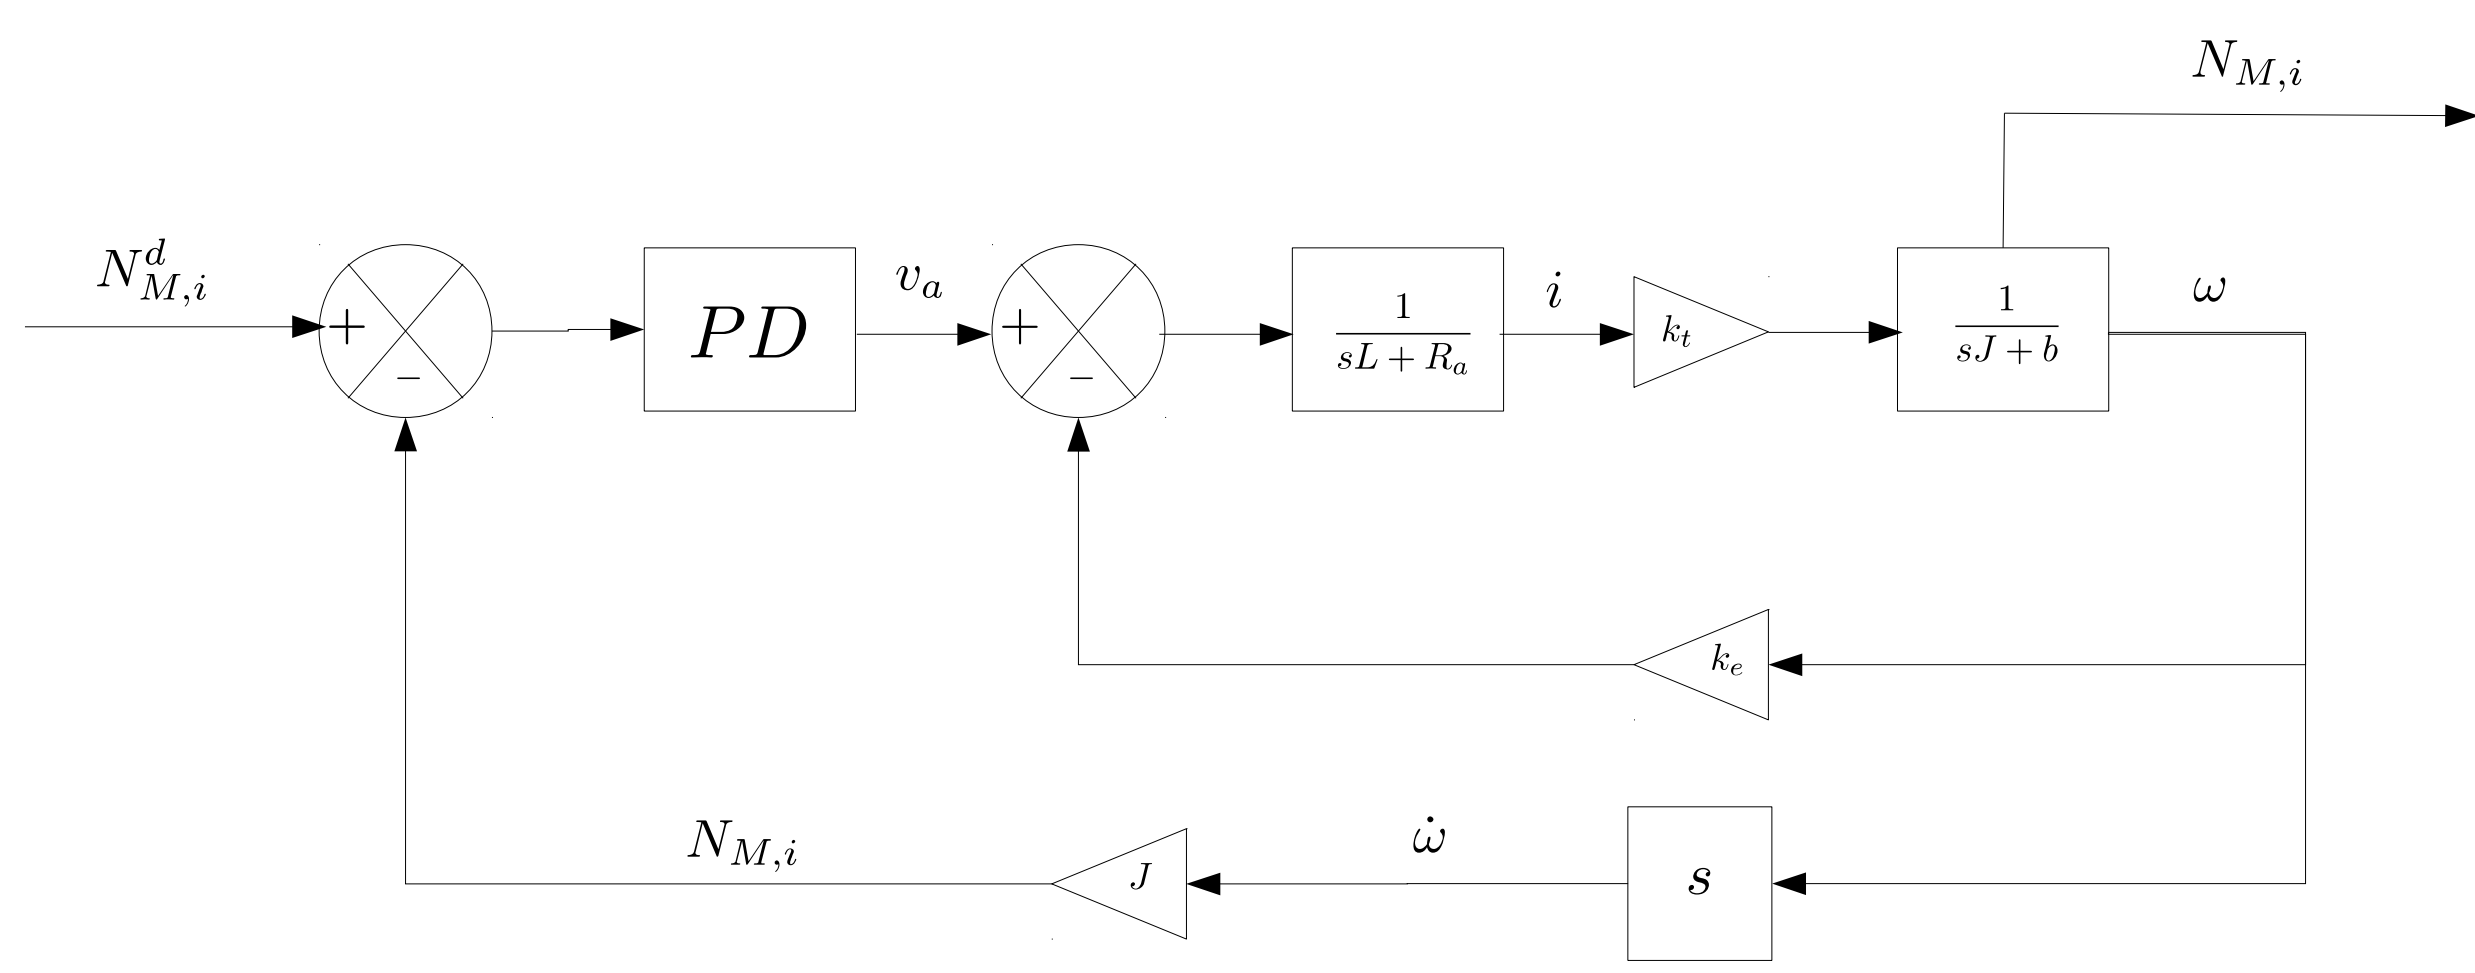 N_{M,i}
N^d_{M,i}
+
−
PD
v_a
+
−
1
sL + R_a
i
k_t
1
sJ + b
ω
k_e
N_{M,i}
J
ω̇
s